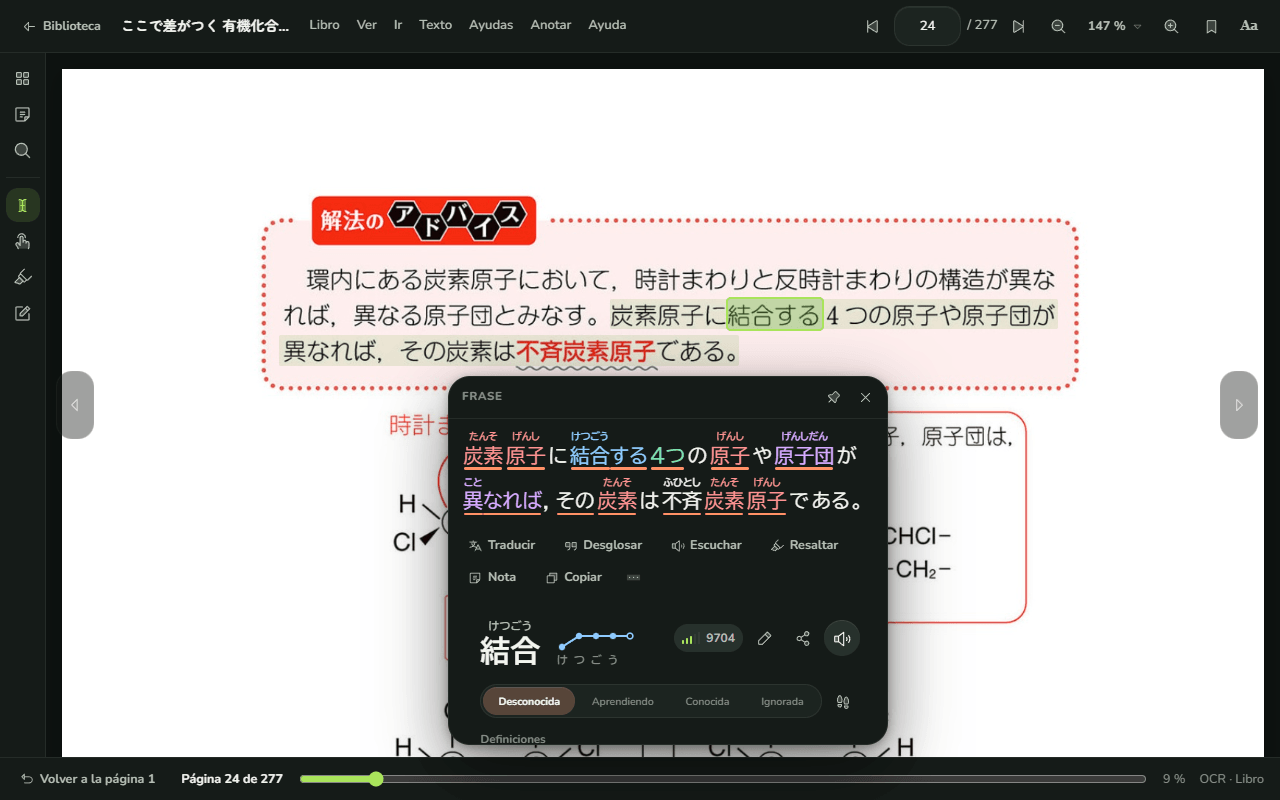 Biblioteca ここで差がつく 有機化合... Libro Ver Ir Texto Ayudas Anotar Ayuda 24 / 277 147 % Aa
解法の アドバイス
環内にある炭素原子において，時計まわりと反時計まわりの構造が異な
れば，異なる原子団とみなす。炭素原子に結合する4つの原子や原子団が
異なれば，その炭素は不斉炭素原子である。
時計ま
子，原子団は，
H
Cl
CHCl−
−CH₂−
FRASE
たんそ げんし けつごう げんし げんしだん
炭素原子に結合する4つの原子や原子団が
こと たんそ ふひとし たんそ げんし
異なれば，その炭素は不斉炭素原子である。
Traducir Desglosar Escuchar Resaltar
Nota Copiar
けつごう
結合
けつごう
9704
Desconocida Aprendiendo Conocida Ignorada
Definiciones
H Cl Cl H
Volver a la página 1 Página 24 de 277 9 % OCR · Libro